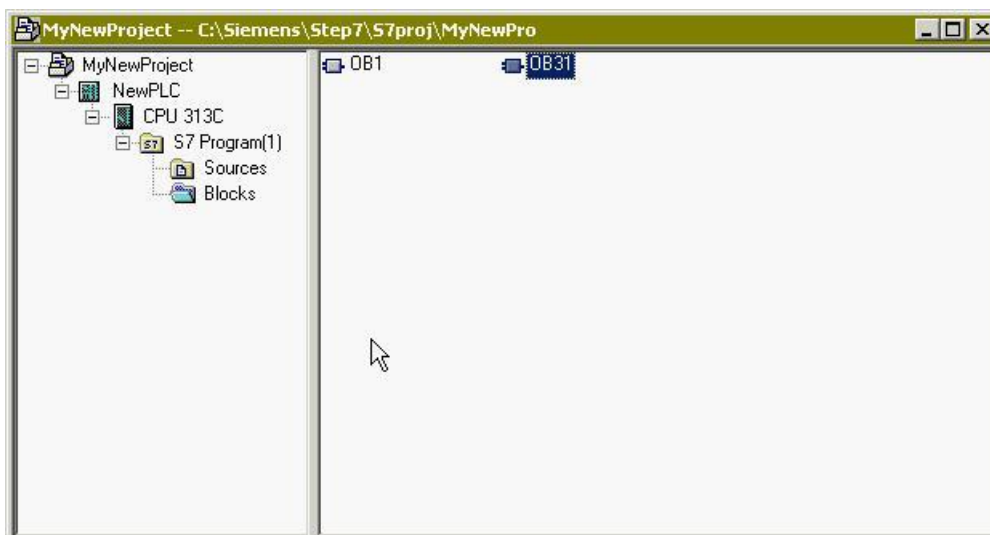 MyNewProject -- C:\Siemens\Step7\S7proj\MyNewPro
MyNewProject
NewPLC
CPU 313C
S7 Program(1)
Sources
Blocks
OB1
OB31